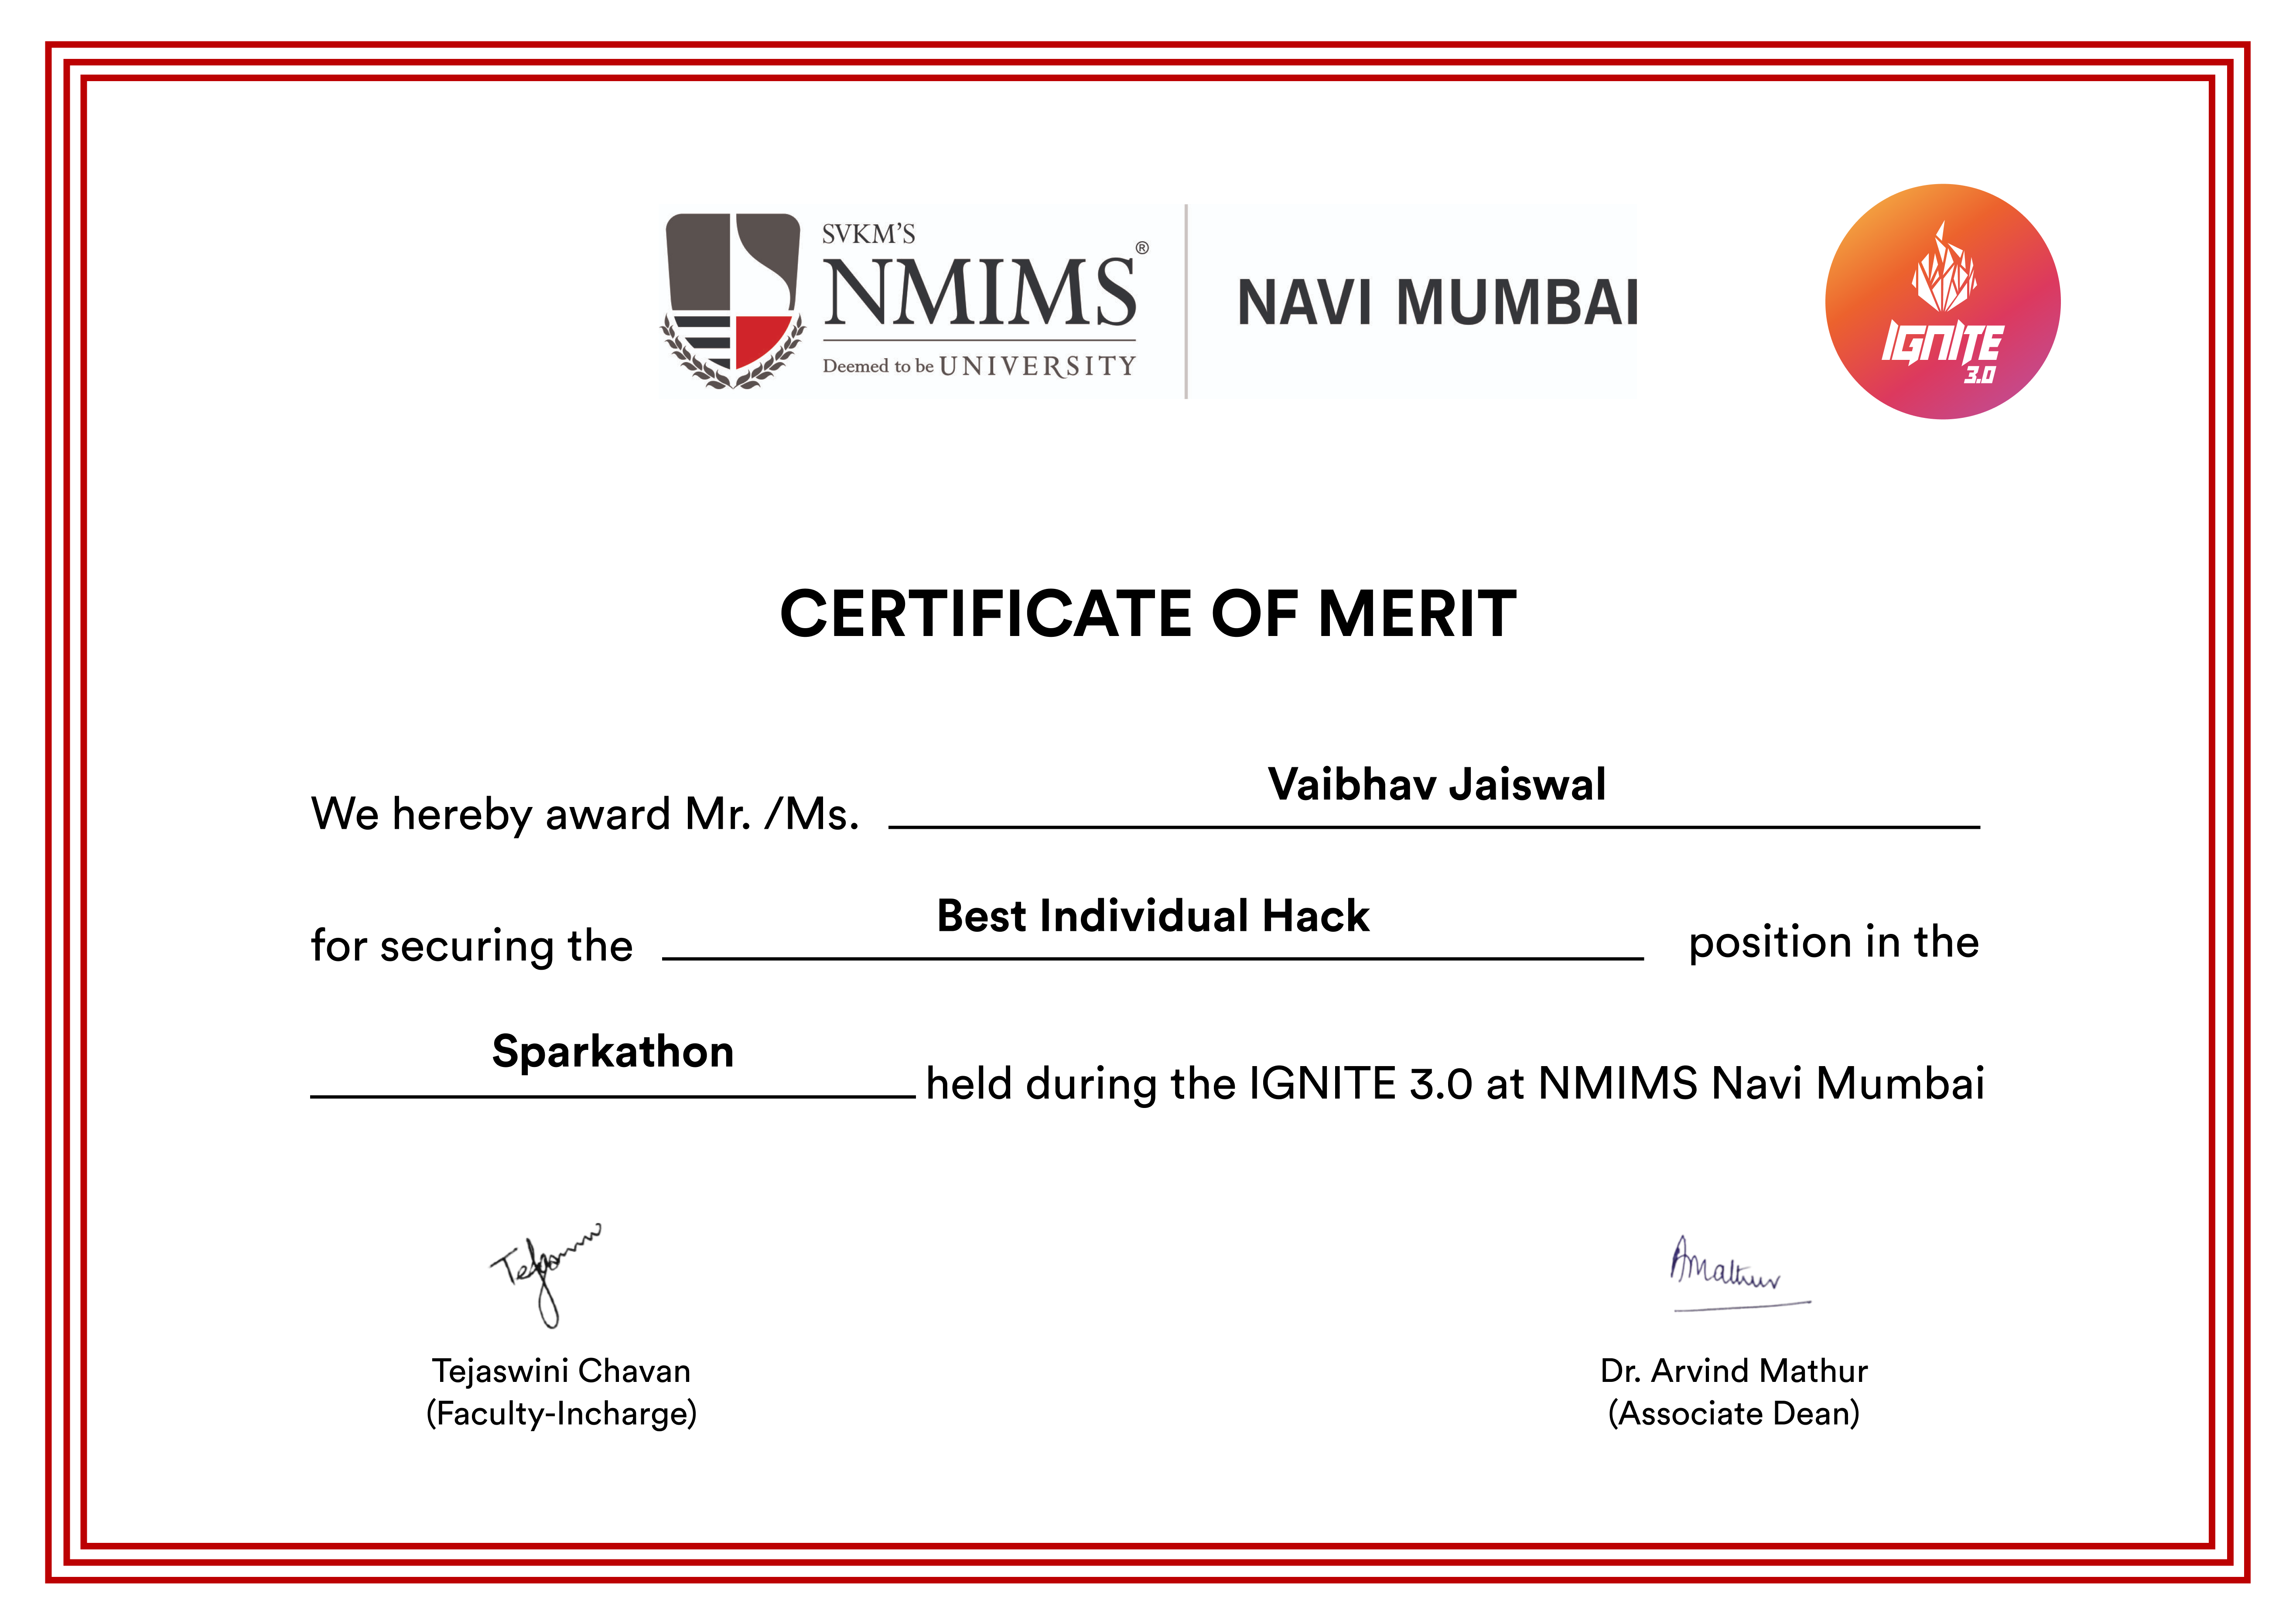 SVKM'S
NMIMS®
Deemed to be UNIVERSITY
NAVI MUMBAI
IGNITE
3.0
CERTIFICATE OF MERIT
We hereby award Mr. /Ms. Vaibhav Jaiswal
for securing the Best Individual Hack position in the
Sparkathon held during the IGNITE 3.0 at NMIMS Navi Mumbai
AMathur
Tejaswini Chavan
(Faculty-Incharge)
Dr. Arvind Mathur
(Associate Dean)